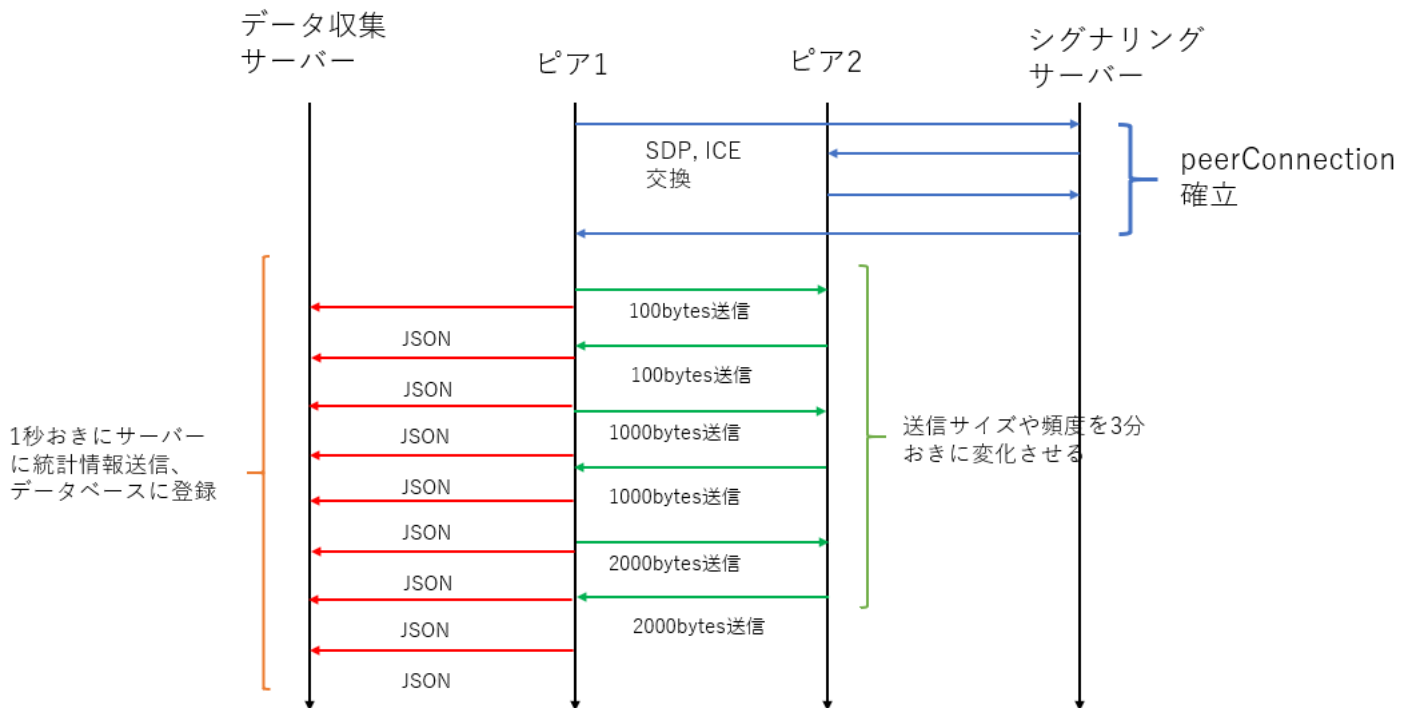 データ収集
サーバー
ピア1
ピア2
シグナリング
サーバー
SDP, ICE
交換
peerConnection
確立
100bytes送信
JSON
100bytes送信
JSON
1000bytes送信
JSON
1000bytes送信
JSON
JSON
2000bytes送信
JSON
2000bytes送信
JSON
JSON
1秒おきにサーバー
に統計情報送信、
データベースに登録
送信サイズや頻度を3分
おきに変化させる